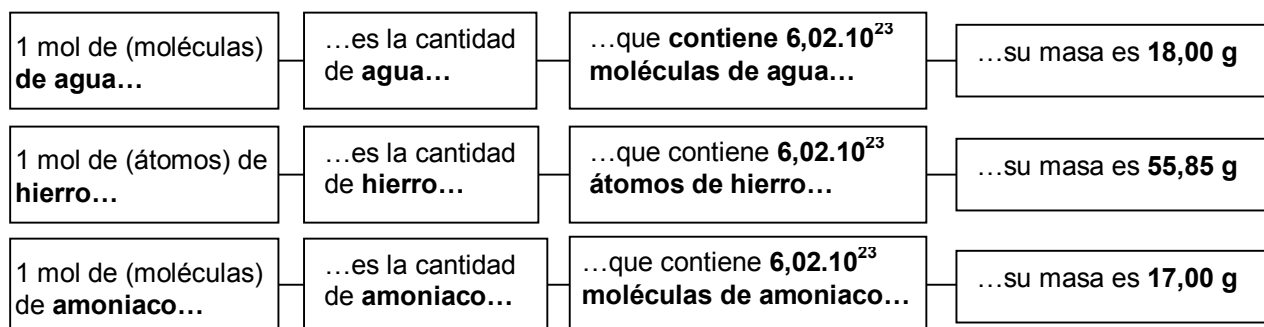 1 mol de (moléculas)
de agua…
…es la cantidad
de agua…
…que contiene 6,02.10²³
moléculas de agua…
…su masa es 18,00 g
1 mol de (átomos) de
hierro…
…es la cantidad
de hierro…
…que contiene 6,02.10²³
átomos de hierro…
…su masa es 55,85 g
1 mol de (moléculas)
de amoniaco…
…es la cantidad
de amoniaco…
…que contiene 6,02.10²³
moléculas de amoniaco…
…su masa es 17,00 g